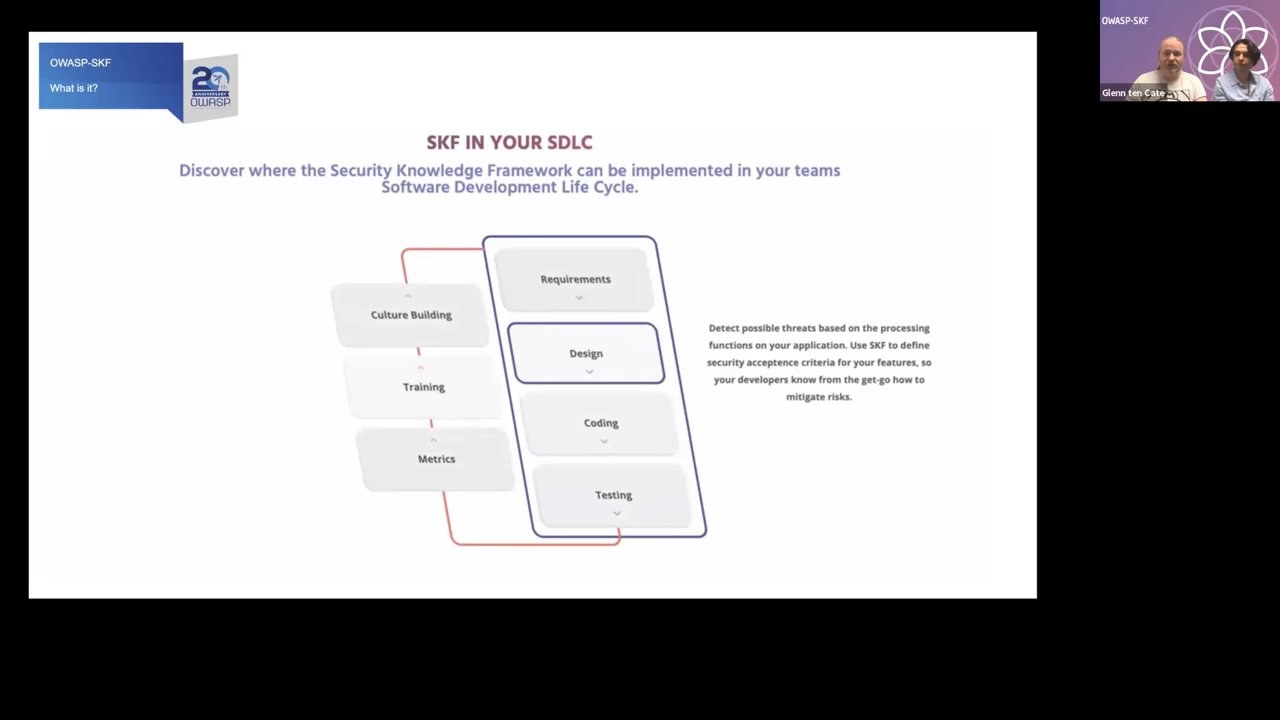 OWASP-SKF
What is it?
20
ANNIVERSARY
OWASP
SKF IN YOUR SDLC
Discover where the Security Knowledge Framework can be implemented in your teams
Software Development Life Cycle.
Culture Building
Training
Metrics
Requirements
Design
Coding
Testing
Detect possible threats based on the processing
functions on your application. Use SKF to define
security acceptence criteria for your features, so
your developers know from the get-go how to
mitigate risks.
OWASP-SKF
Glenn ten Cate